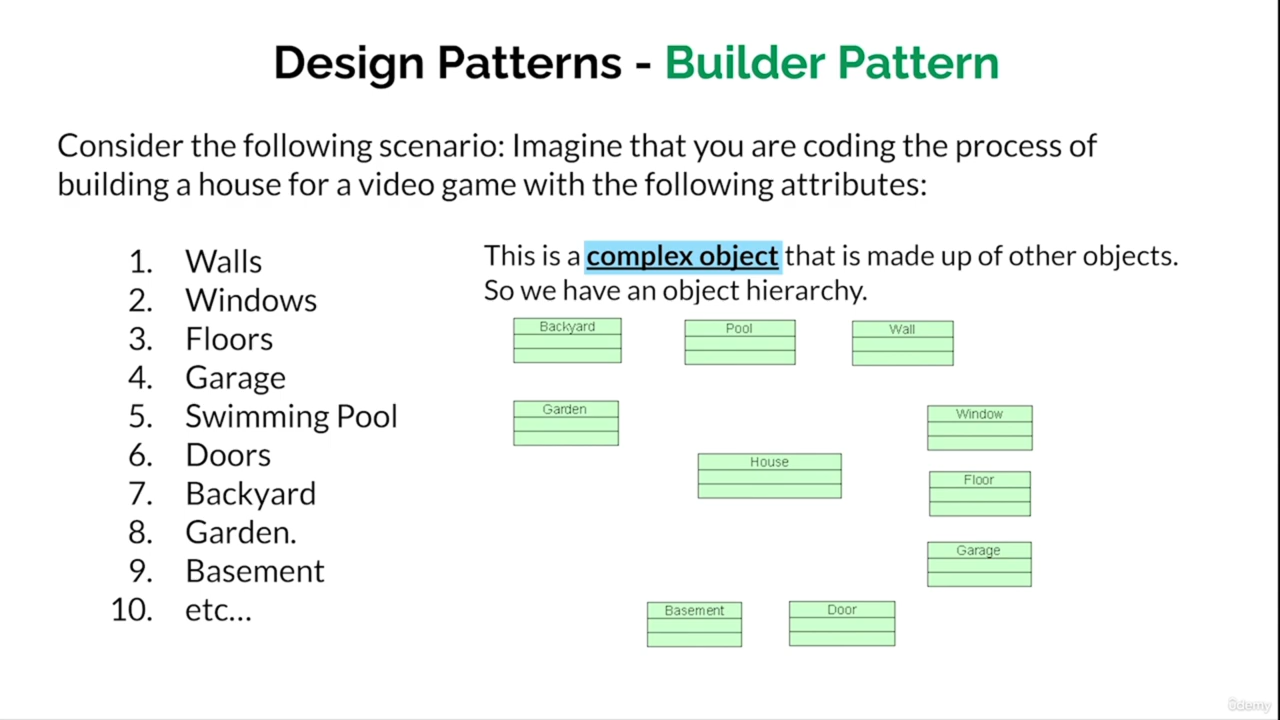 Design Patterns - Builder Pattern
Consider the following scenario: Imagine that you are coding the process of
building a house for a video game with the following attributes:
1. Walls
2. Windows
3. Floors
4. Garage
5. Swimming Pool
6. Doors
7. Backyard
8. Garden.
9. Basement
10. etc...
This is a complex object that is made up of other objects.
So we have an object hierarchy.
Backyard
Pool
Wall
Garden
Window
House
Floor
Garage
Basement
Door
ûdemy